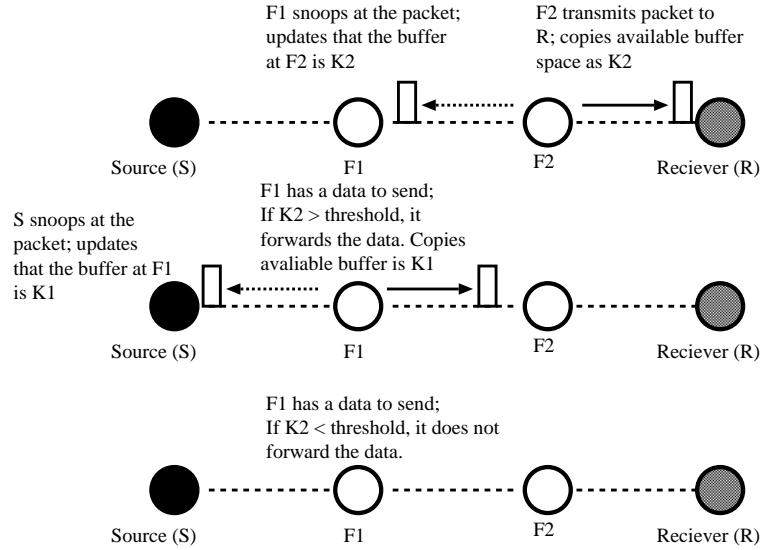 F1 snoops at the packet;
updates that the buffer
at F2 is K2
F2 transmits packet to
R; copies available buffer
space as K2
Source (S)
F1
F2
Reciever (R)
S snoops at the
packet; updates
that the buffer at F1
is K1
F1 has a data to send;
If K2 > threshold, it
forwards the data. Copies
avaliable buffer is K1
Source (S)
F1
F2
Reciever (R)
F1 has a data to send;
If K2 < threshold, it does not
forward the data.
Source (S)
F1
F2
Reciever (R)